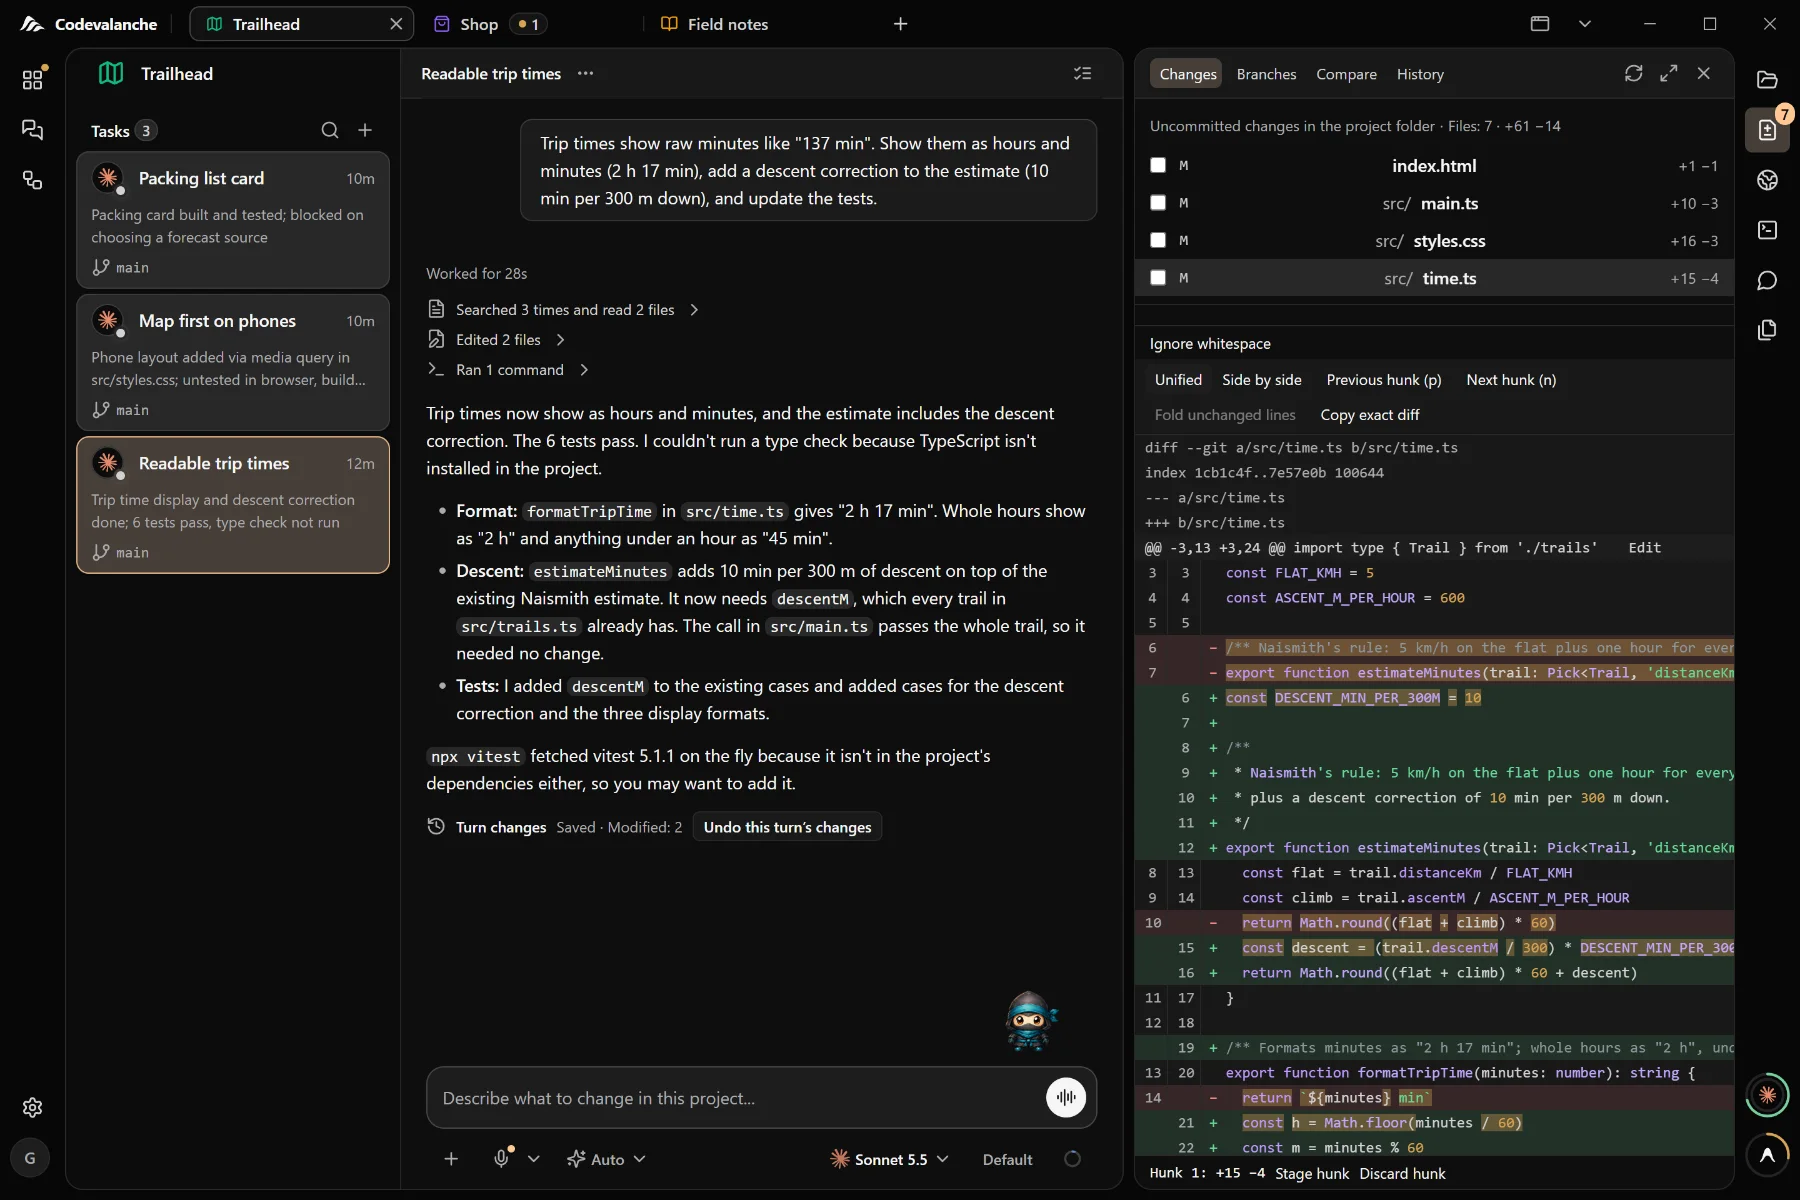 Codevalanche
Trailhead
Shop
1
Field notes
Trailhead
Tasks 3
Packing list card 10m
Packing card built and tested; blocked on
choosing a forecast source
main
Map first on phones 10m
Phone layout added via media query in
src/styles.css; untested in browser, build...
main
Readable trip times 12m
Trip time display and descent correction
done; 6 tests pass, type check not run
main
G
Readable trip times
Trip times show raw minutes like "137 min". Show them as hours and
minutes (2 h 17 min), add a descent correction to the estimate (10
min per 300 m down), and update the tests.
Worked for 28s
Searched 3 times and read 2 files
Edited 2 files
Ran 1 command
Trip times now show as hours and minutes, and the estimate includes the descent
correction. The 6 tests pass. I couldn't run a type check because TypeScript isn't
installed in the project.
• Format: formatTripTime in src/time.ts gives "2 h 17 min". Whole hours show
as "2 h" and anything under an hour as "45 min".
• Descent: estimateMinutes adds 10 min per 300 m of descent on top of the
existing Naismith estimate. It now needs descentM, which every trail in
src/trails.ts already has. The call in src/main.ts passes the whole trail, so it
needed no change.
• Tests: I added descentM to the existing cases and added cases for the descent
correction and the three display formats.
npx vitest fetched vitest 5.1.1 on the fly because it isn't in the project's
dependencies either, so you may want to add it.
Turn changes Saved · Modified: 2 Undo this turn's changes
Describe what to change in this project...
Auto
Sonnet 5.5
Default
Changes Branches Compare History
Uncommitted changes in the project folder · Files: 7 · +61 −14
M index.html +1 −1
M src/ main.ts +10 −3
M src/ styles.css +16 −3
M src/ time.ts +15 −4
Ignore whitespace
Unified Side by side Previous hunk (p) Next hunk (n)
Fold unchanged lines Copy exact diff
diff --git a/src/time.ts b/src/time.ts
index 1cb1c4f..7e57e0b 100644
--- a/src/time.ts
+++ b/src/time.ts
@@ -3,13 +3,24 @@ import type { Trail } from './trails' Edit
3 3 const FLAT_KMH = 5
4 4 const ASCENT_M_PER_HOUR = 600
5 5
6 − /** Naismith's rule: 5 km/h on the flat plus one hour for ever
7 − export function estimateMinutes(trail: Pick<Trail, 'distanceKm
6 + const DESCENT_MIN_PER_300M = 10
7 +
8 + /**
9 + * Naismith's rule: 5 km/h on the flat plus one hour for every
10 + * plus a descent correction of 10 min per 300 m down.
11 + */
12 + export function estimateMinutes(trail: Pick<Trail, 'distanceKm
8 13 const flat = trail.distanceKm / FLAT_KMH
9 14 const climb = trail.ascentM / ASCENT_M_PER_HOUR
10 − return Math.round((flat + climb) * 60)
15 + const descent = (trail.descentM / 300) * DESCENT_MIN_PER_300
16 + return Math.round((flat + climb) * 60 + descent)
11 17 }
12 18
19 + /** Formats minutes as "2 h 17 min"; whole hours as "2 h", und
13 20 export function formatTripTime(minutes: number): string {
14 − return `${minutes} min`
21 + const h = Math.floor(minutes / 60)
22 + const m = minutes % 60
Hunk 1: +15 −4 Stage hunk Discard hunk
7